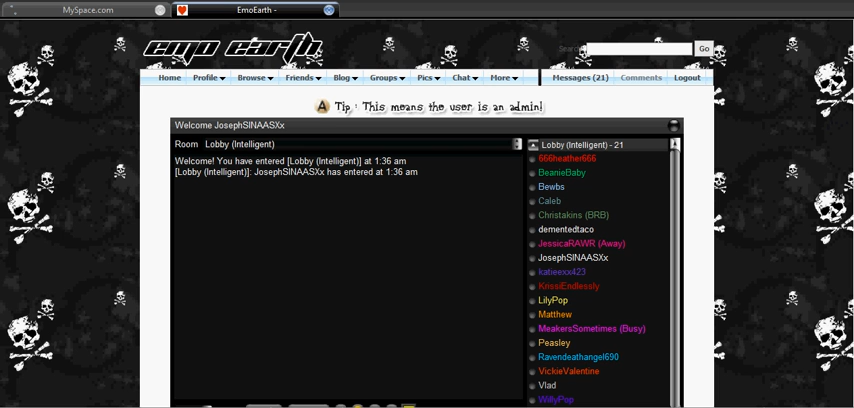 MySpace.com
EmoEarth -
emo earth
Search
Go
Home Profile Browse Friends Blog Groups Pics Chat More Messages (21) Comments Logout
A Tip : This means the user is an admin!
Welcome JosephSINAASXx
Room Lobby (Intelligent)
Lobby (Intelligent) - 21
Welcome! You have entered [Lobby (Intelligent)] at 1:36 am
[Lobby (Intelligent)]: JosephSINAASXx has entered at 1:36 am
666heather666
BeanieBaby
Bewbs
Caleb
Christakins (BRB)
dementedtaco
JessicaRAWR (Away)
JosephSINAASXx
katieexx423
KrissiEndlessly
LilyPop
Matthew
MeakersSometimes (Busy)
Peasley
Ravendeathangel690
VickieValentine
Vlad
WillyPop